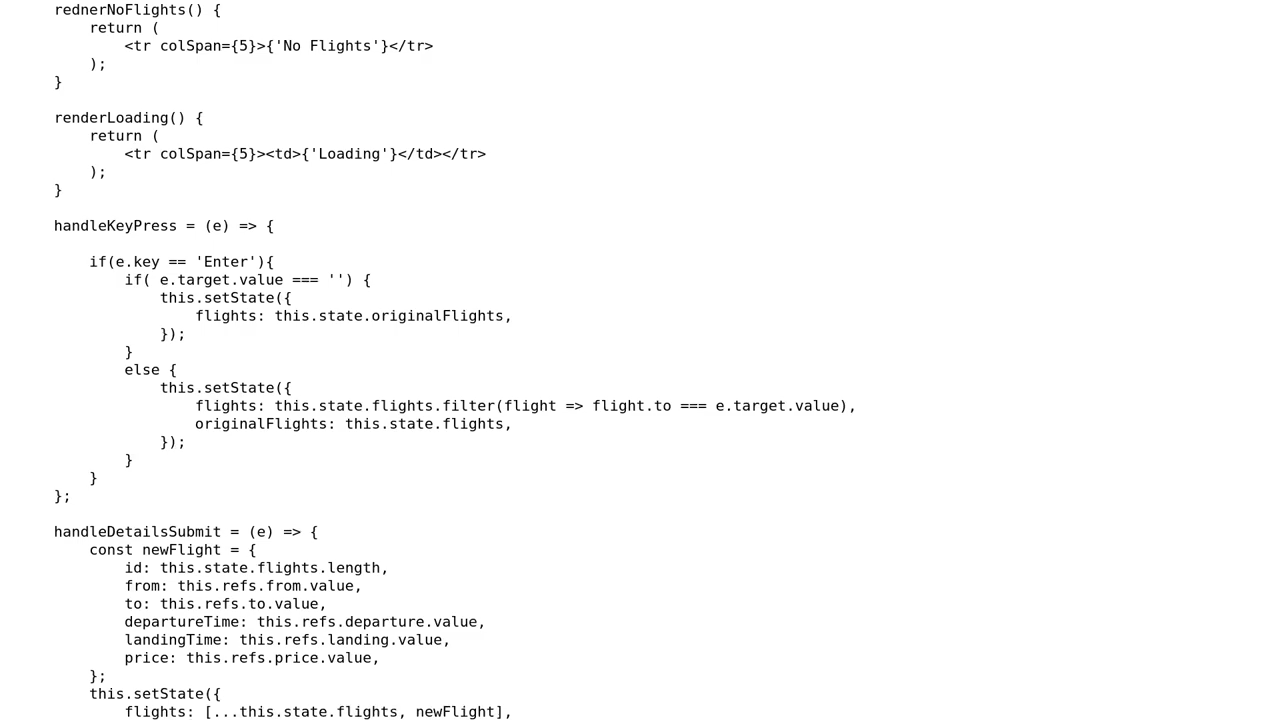 rednerNoFlights() {
return (
<tr colSpan={5}>{'No Flights'}</tr>
);
}
renderLoading() {
return (
<tr colSpan={5}><td>{'Loading'}</td></tr>
);
}
handleKeyPress = (e) => {
if(e.key == 'Enter'){
if( e.target.value === '') {
this.setState({
flights: this.state.originalFlights,
});
}
else {
this.setState({
flights: this.state.flights.filter(flight => flight.to === e.target.value),
originalFlights: this.state.flights,
});
}
}
};
handleDetailsSubmit = (e) => {
const newFlight = {
id: this.state.flights.length,
from: this.refs.from.value,
to: this.refs.to.value,
departureTime: this.refs.departure.value,
landingTime: this.refs.landing.value,
price: this.refs.price.value,
};
this.setState({
flights: [...this.state.flights, newFlight],